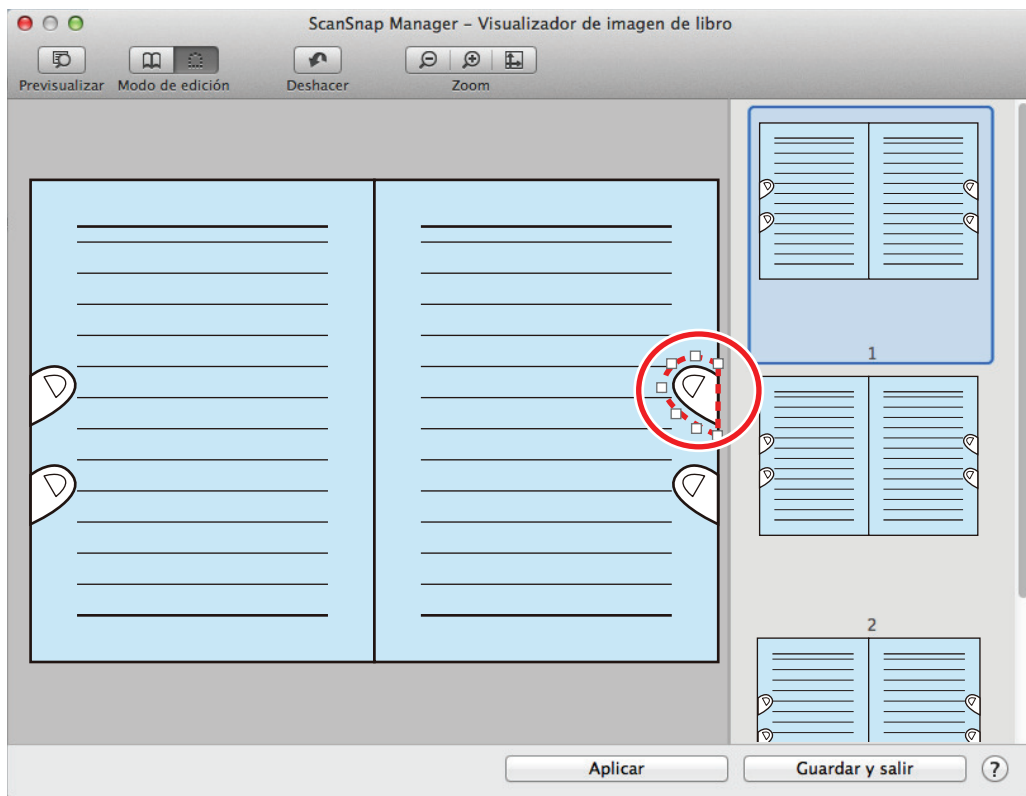 ScanSnap Manager – Visualizador de imagen de libro
Previsualizar Modo de edición Deshacer Zoom
1
2
Aplicar Guardar y salir ?